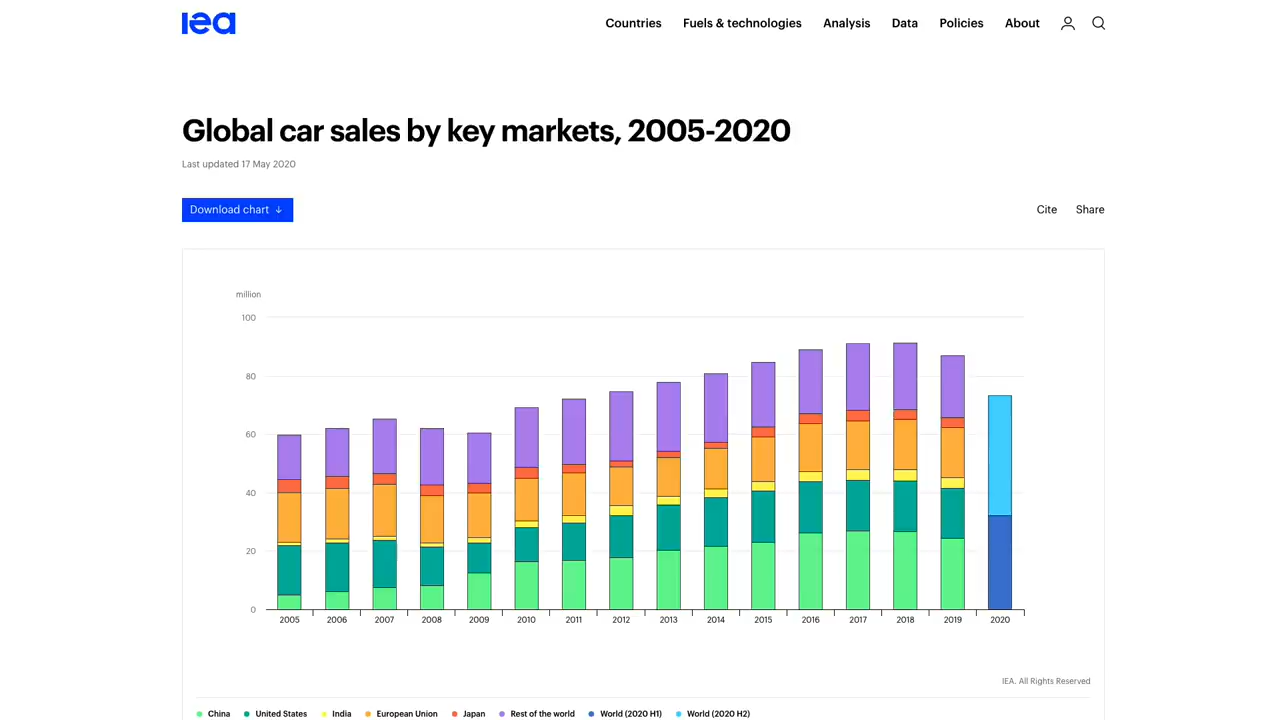 iea
Countries Fuels & technologies Analysis Data Policies About
Global car sales by key markets, 2005-2020
Last updated 17 May 2020
Download chart ↓
Cite Share
million
100
80
60
40
20
0
2005 2006 2007 2008 2009 2010 2011 2012 2013 2014 2015 2016 2017 2018 2019 2020
IEA. All Rights Reserved
China United States India European Union Japan Rest of the world World (2020 H1) World (2020 H2)